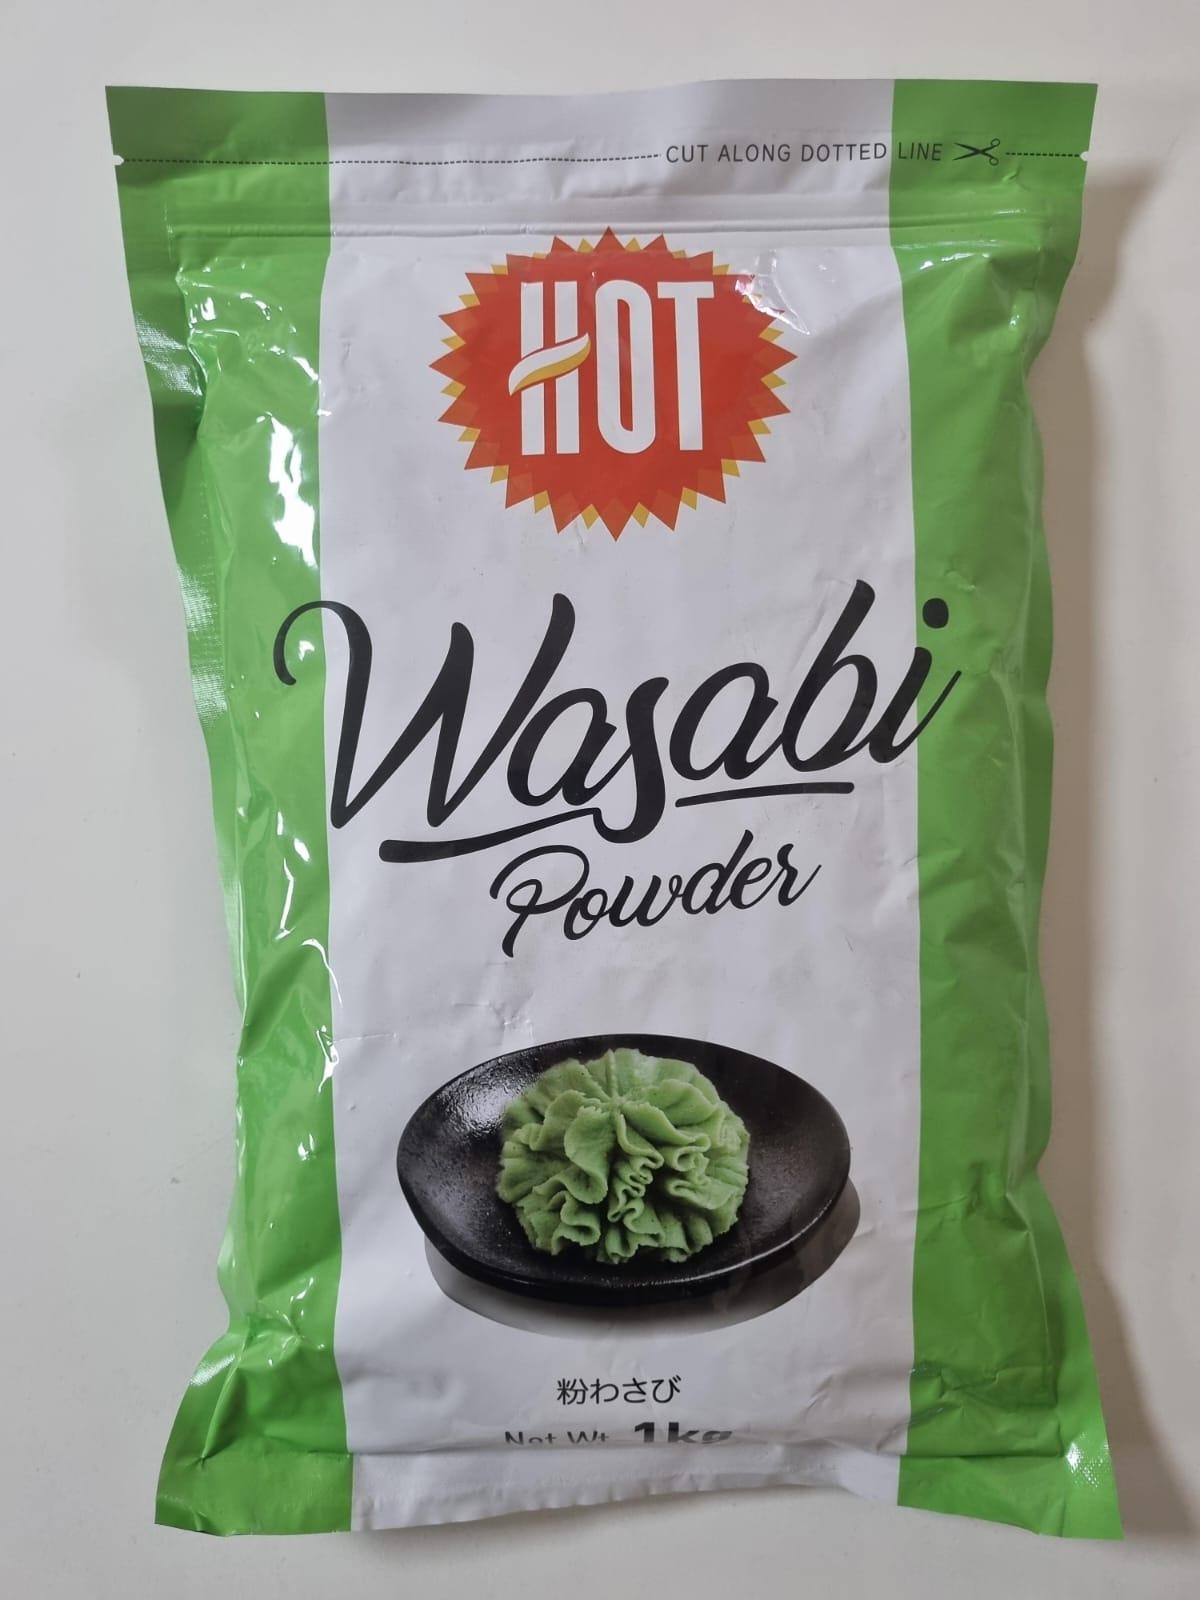 CUT ALONG DOTTED LINE
HOT
Wasabi
Powder
粉わさび
Net Wt. 1kg